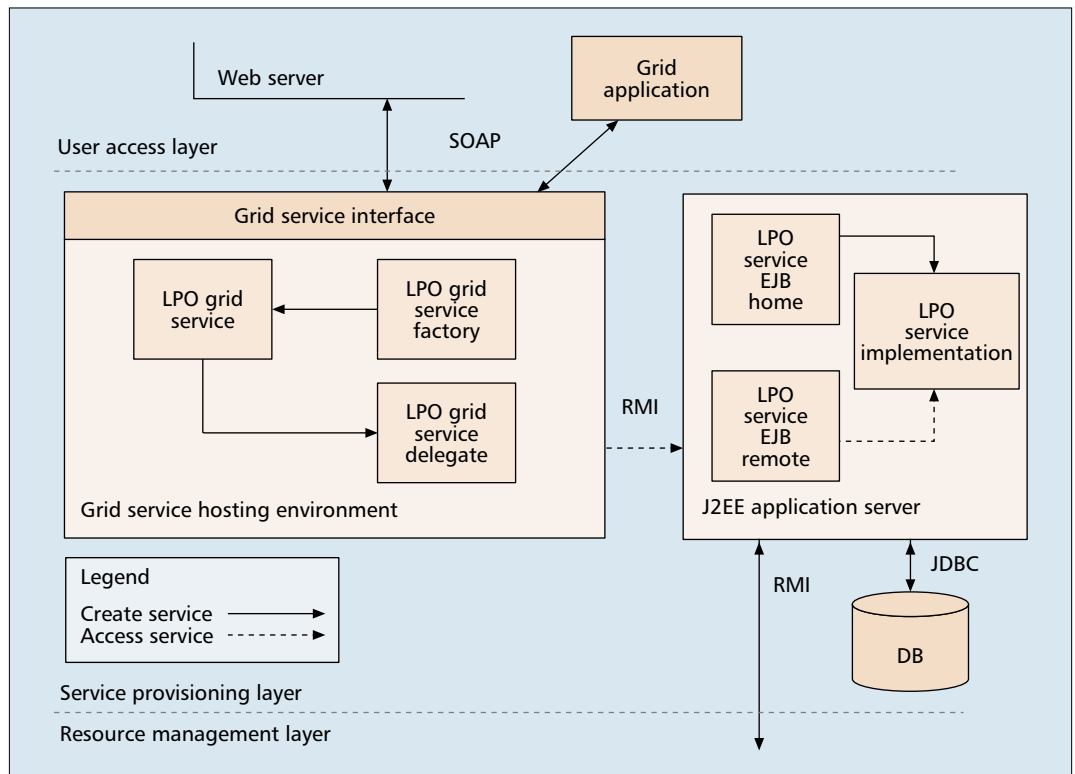 Web server
Grid
application
SOAP
User access layer
Grid service interface
LPO grid
service
LPO grid
service
factory
LPO grid
service
delegate
Grid service hosting environment
RMI
LPO
service
EJB
home
LPO
service
implementation
LPO
service
EJB
remote
J2EE application server
Legend
Create service
Access service
RMI
JDBC
DB
Service provisioning layer
Resource management layer